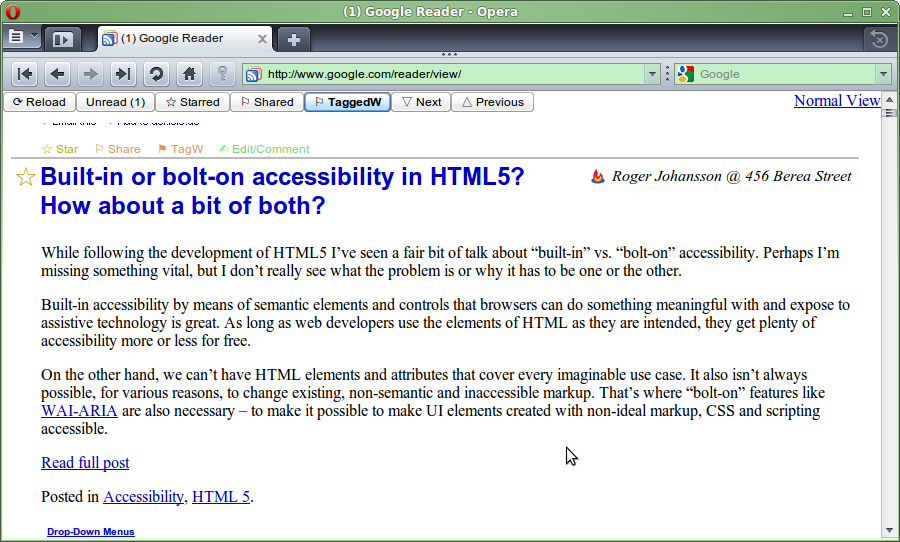 (1) Google Reader - Opera
(1) Google Reader
http://www.google.com/reader/view/
Google
Reload Unread (1) Starred Shared TaggedW Next Previous Normal View
Star Share TagW Edit/Comment
Built-in or bolt-on accessibility in HTML5?
How about a bit of both?
Roger Johansson @ 456 Berea Street
While following the development of HTML5 I’ve seen a fair bit of talk about “built-in” vs. “bolt-on” accessibility. Perhaps I’m
missing something vital, but I don’t really see what the problem is or why it has to be one or the other.
Built-in accessibility by means of semantic elements and controls that browsers can do something meaningful with and expose to
assistive technology is great. As long as web developers use the elements of HTML as they are intended, they get plenty of
accessibility more or less for free.
On the other hand, we can’t have HTML elements and attributes that cover every imaginable use case. It also isn’t always
possible, for various reasons, to change existing, non-semantic and inaccessible markup. That’s where “bolt-on” features like
WAI-ARIA are also necessary – to make it possible to make UI elements created with non-ideal markup, CSS and scripting
accessible.
Read full post
Posted in Accessibility, HTML 5.
Drop-Down Menus